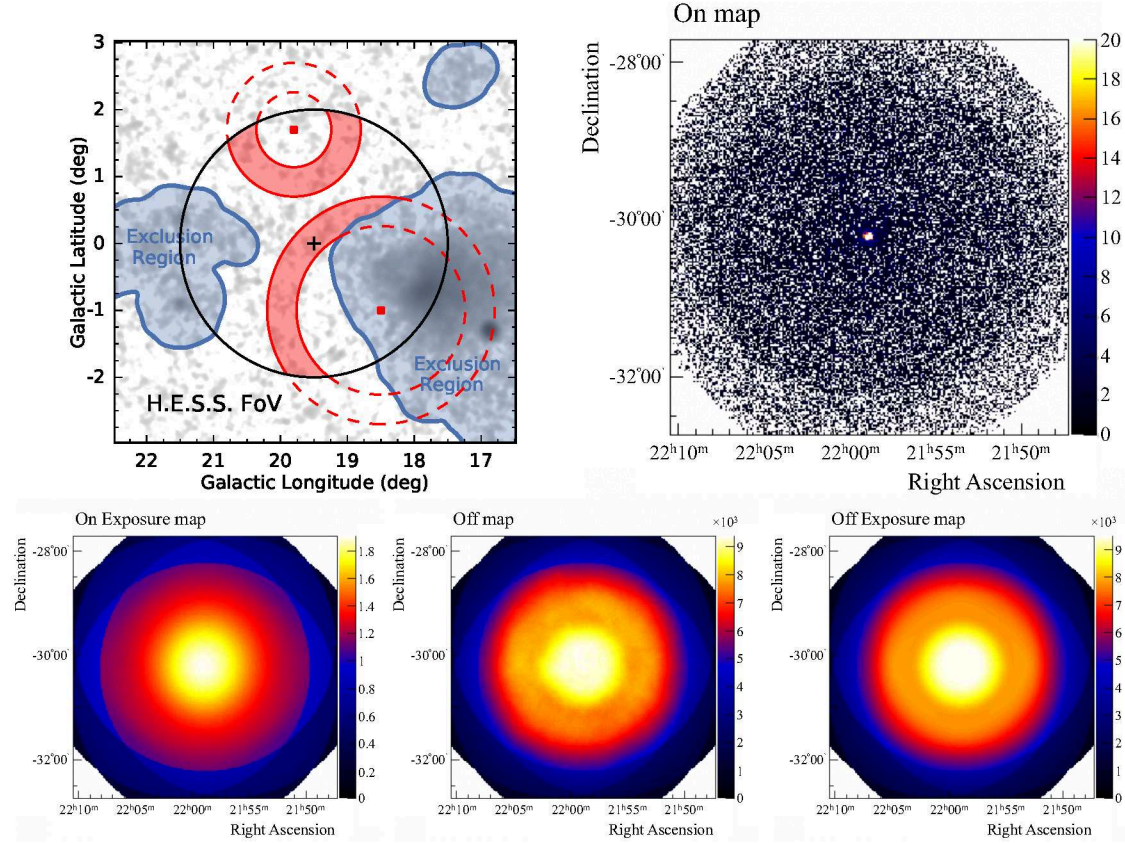 On map
3
2
1
0
-1
-2
Galactic Latitude (deg)
Exclusion
Region
Exclusion
Region
H.E.S.S. FoV
22 21 20 19 18 17
Galactic Longitude (deg)
Declination
-28°00'
-30°00'
-32°00'
20
18
16
14
12
10
8
6
4
2
0
22h10m 22h05m 22h00m 21h55m 21h50m
Right Ascension
On Exposure map
Declination
-28°00'
-30°00'
-32°00'
1.8
1.6
1.4
1.2
1
0.8
0.6
0.4
0.2
0
22h10m 22h05m 22h00m 21h55m 21h50m
Right Ascension
Off map
×10³
Declination
-28°00'
-30°00'
-32°00'
9
8
7
6
5
4
3
2
1
0
22h10m 22h05m 22h00m 21h55m 21h50m
Right Ascension
Off Exposure map
×10³
Declination
-28°00'
-30°00'
-32°00'
9
8
7
6
5
4
3
2
1
0
22h10m 22h05m 22h00m 21h55m 21h50m
Right Ascension